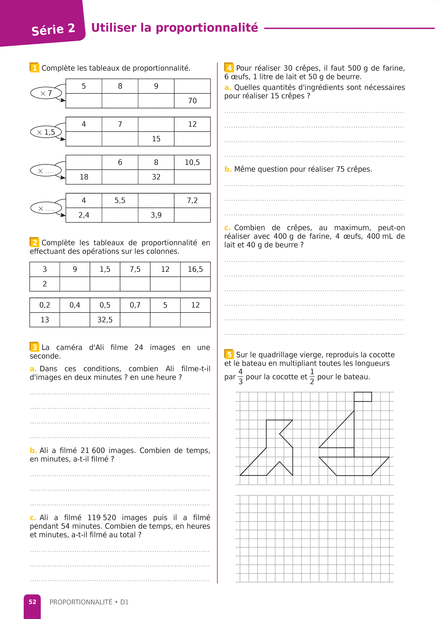 Série 2
Utiliser la proportionnalité
1 Complète les tableaux de proportionnalité.
× 7
5 8 9
70
× 1,5
4 7 12
15
× ....
6 8 10,5
18 32
× ....
4 5,5 7,2
2,4 3,9
2 Complète les tableaux de proportionnalité en
effectuant des opérations sur les colonnes.
3 9 1,5 7,5 12 16,5
2
0,2 0,4 0,5 0,7 5 12
13 32,5
3 La caméra d'Ali filme 24 images en une
seconde.
a. Dans ces conditions, combien Ali filme-t-il
d'images en deux minutes ? en une heure ?
b. Ali a filmé 21 600 images. Combien de temps,
en minutes, a-t-il filmé ?
c. Ali a filmé 119 520 images puis il a filmé
pendant 54 minutes. Combien de temps, en heures
et minutes, a-t-il filmé au total ?
4 Pour réaliser 30 crêpes, il faut 500 g de farine,
6 œufs, 1 litre de lait et 50 g de beurre.
a. Quelles quantités d'ingrédients sont nécessaires
pour réaliser 15 crêpes ?
b. Même question pour réaliser 75 crêpes.
c. Combien de crêpes, au maximum, peut-on
réaliser avec 400 g de farine, 4 œufs, 400 mL de
lait et 40 g de beurre ?
5 Sur le quadrillage vierge, reproduis la cocotte
et le bateau en multipliant toutes les longueurs
par 4/3 pour la cocotte et 1/2 pour le bateau.
52 PROPORTIONNALITÉ • D1